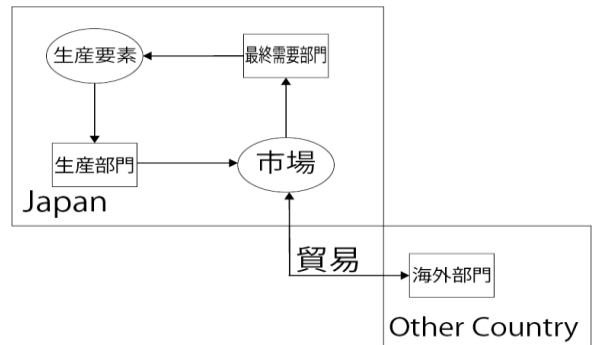 生産要素
最終需要部門
生産部門
市場
Japan
貿易
海外部門
Other Country